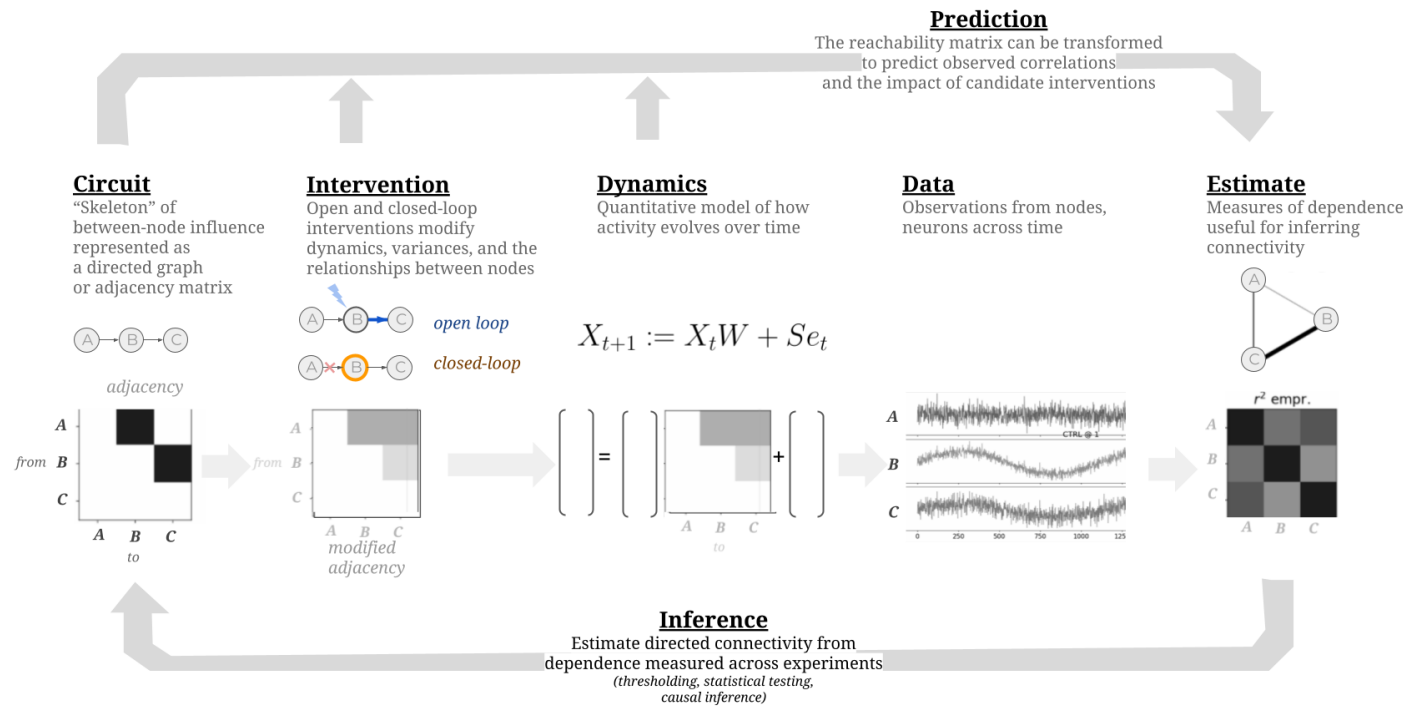 Prediction
The reachability matrix can be transformed
to predict observed correlations
and the impact of candidate interventions
Circuit
“Skeleton” of
between-node influence
represented as
a directed graph
or adjacency matrix
A B C
adjacency
A
from B
C
A B C
to
Intervention
Open and closed-loop
interventions modify
dynamics, variances, and the
relationships between nodes
A B C open loop
A B C closed-loop
A
from B
C
A B C
modified
adjacency
Dynamics
Quantitative model of how
activity evolves over time
X_{t+1} := X_tW + Se_t
= +
A B C
to
Data
Observations from nodes,
neurons across time
A
CTRL @ 1
B
C
0 250 500 750 1000 125
Estimate
Measures of dependence
useful for inferring
connectivity
A
B
C
r² empr.
A
B
C
A B C
Inference
Estimate directed connectivity from
dependence measured across experiments
(thresholding, statistical testing,
causal inference)